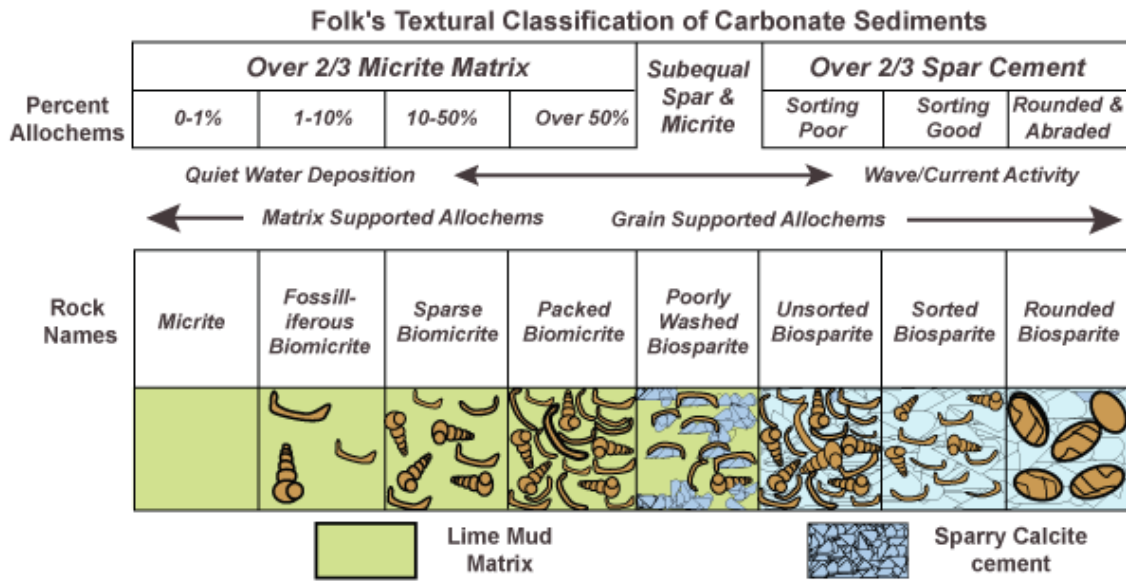 Folk's Textural Classification of Carbonate Sediments
Over 2/3 Micrite Matrix
Subequal
Spar &
Micrite
Over 2/3 Spar Cement
Percent
Allochems
0-1%
1-10%
10-50%
Over 50%
Sorting
Poor
Sorting
Good
Rounded &
Abraded
Quiet Water Deposition
Wave/Current Activity
Matrix Supported Allochems
Grain Supported Allochems
Rock
Names
Micrite
Fossill-
iferous
Biomicrite
Sparse
Biomicrite
Packed
Biomicrite
Poorly
Washed
Biosparite
Unsorted
Biosparite
Sorted
Biosparite
Rounded
Biosparite
Lime Mud
Matrix
Sparry Calcite
cement